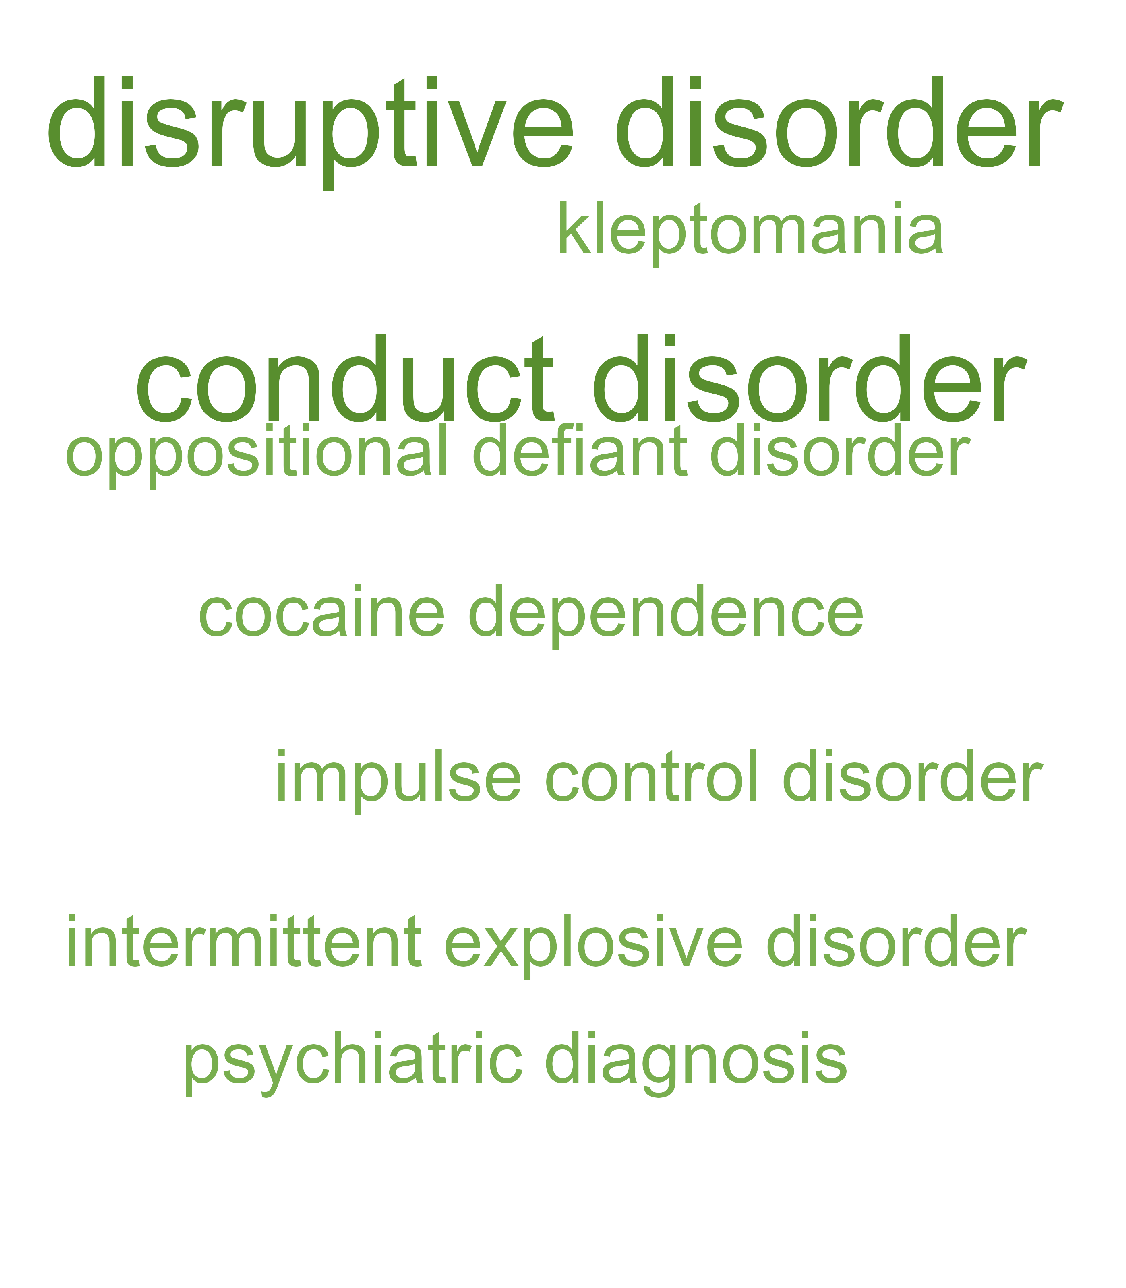 disruptive disorder
kleptomania
conduct disorder
oppositional defiant disorder
cocaine dependence
impulse control disorder
intermittent explosive disorder
psychiatric diagnosis